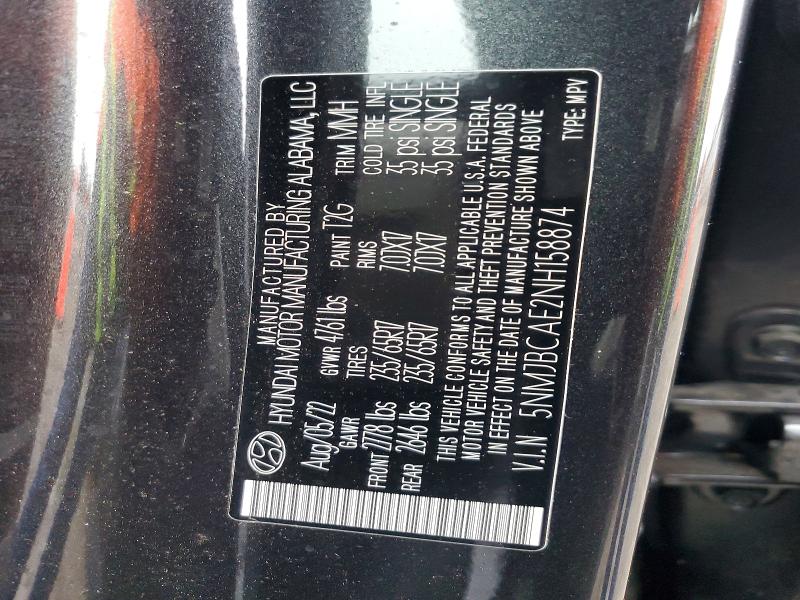 MANUFACTURED BY
HYUNDAI MOTOR MANUFACTURING ALABAMA, LLC
Aug/05/22 GVWR 4761 lbs PAINT T2G TRIM MMH
GAWR TIRES RIMS COLD TIRE INFL
FRONT 2778 lbs 235/65R17 7.0JX17 35 psi SINGLE
REAR 2646 lbs 235/65R17 7.0JX17 35 psi SINGLE
THIS VEHICLE CONFORMS TO ALL APPLICABLE U.S.A. FEDERAL
MOTOR VEHICLE SAFETY AND THEFT PREVENTION STANDARDS
IN EFFECT ON THE DATE OF MANUFACTURE SHOWN ABOVE
V.I.N 5NMJBCAE2NH158874 TYPE: MPV